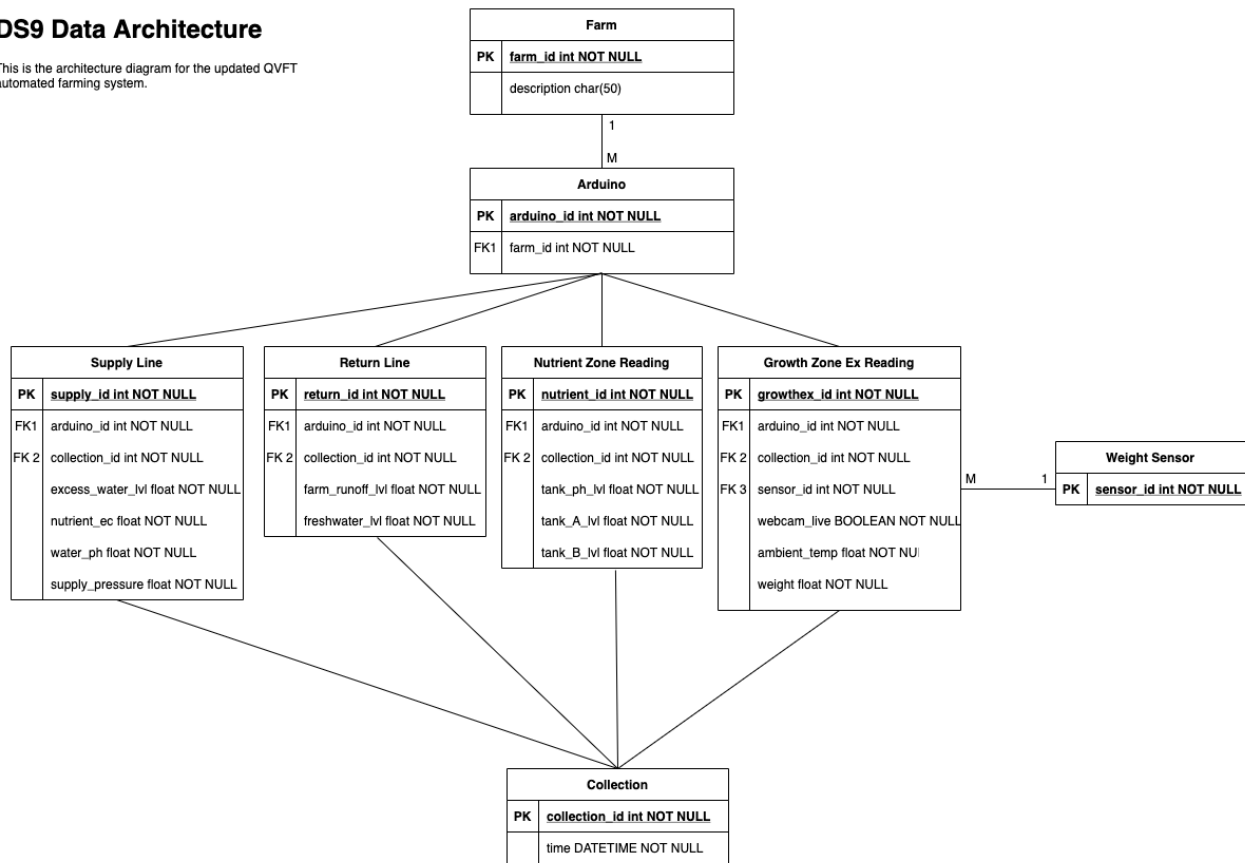 DS9 Data Architecture
This is the architecture diagram for the updated QVFT
automated farming system.
Farm
PK farm_id int NOT NULL
description char(50)
1
M
Arduino
PK arduino_id int NOT NULL
FK1 farm_id int NOT NULL
Supply Line
PK supply_id int NOT NULL
FK1 arduino_id int NOT NULL
FK 2 collection_id int NOT NULL
excess_water_lvl float NOT NULL
nutrient_ec float NOT NULL
water_ph float NOT NULL
supply_pressure float NOT NULL
Return Line
PK return_id int NOT NULL
FK1 arduino_id int NOT NULL
FK 2 collection_id int NOT NULL
farm_runoff_lvl float NOT NULL
freshwater_lvl float NOT NULL
Nutrient Zone Reading
PK nutrient_id int NOT NULL
FK1 arduino_id int NOT NULL
FK 2 collection_id int NOT NULL
tank_ph_lvl float NOT NULL
tank_A_lvl float NOT NULL
tank_B_lvl float NOT NULL
Growth Zone Ex Reading
PK growthex_id int NOT NULL
FK1 arduino_id int NOT NULL
FK 2 collection_id int NOT NULL
FK 3 sensor_id int NOT NULL
webcam_live BOOLEAN NOT NULL
ambient_temp float NOT NU
weight float NOT NULL
M
1
Weight Sensor
PK sensor_id int NOT NULL
Collection
PK collection_id int NOT NULL
time DATETIME NOT NULL